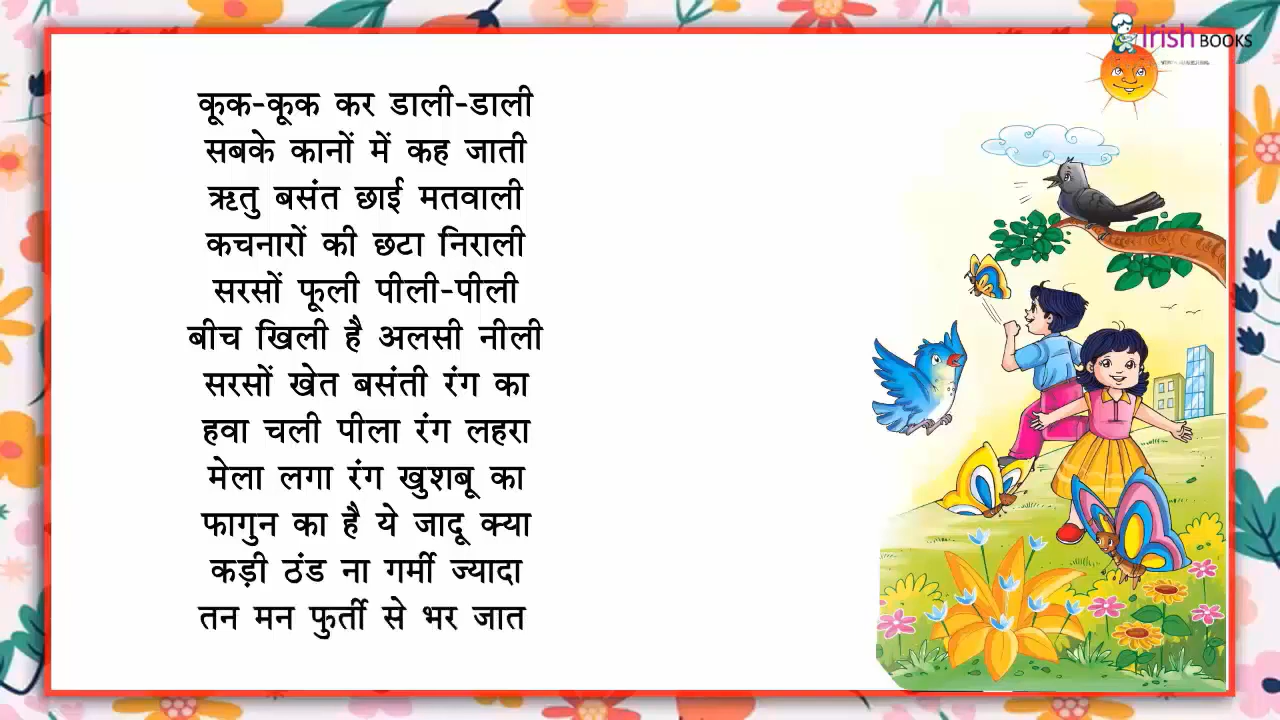 Irish BOOKS
कूक-कूक कर डाली-डाली
सबके कानों में कह जाती
ऋतु बसंत छाई मतवाली
कचनारों की छटा निराली
सरसों फूली पीली-पीली
बीच खिली है अलसी नीली
सरसों खेत बसंती रंग का
हवा चली पीला रंग लहरा
मेला लगा रंग खुशबू का
फागुन का है ये जादू क्या
कड़ी ठंड ना गर्मी ज्यादा
तन मन फुर्ती से भर जात